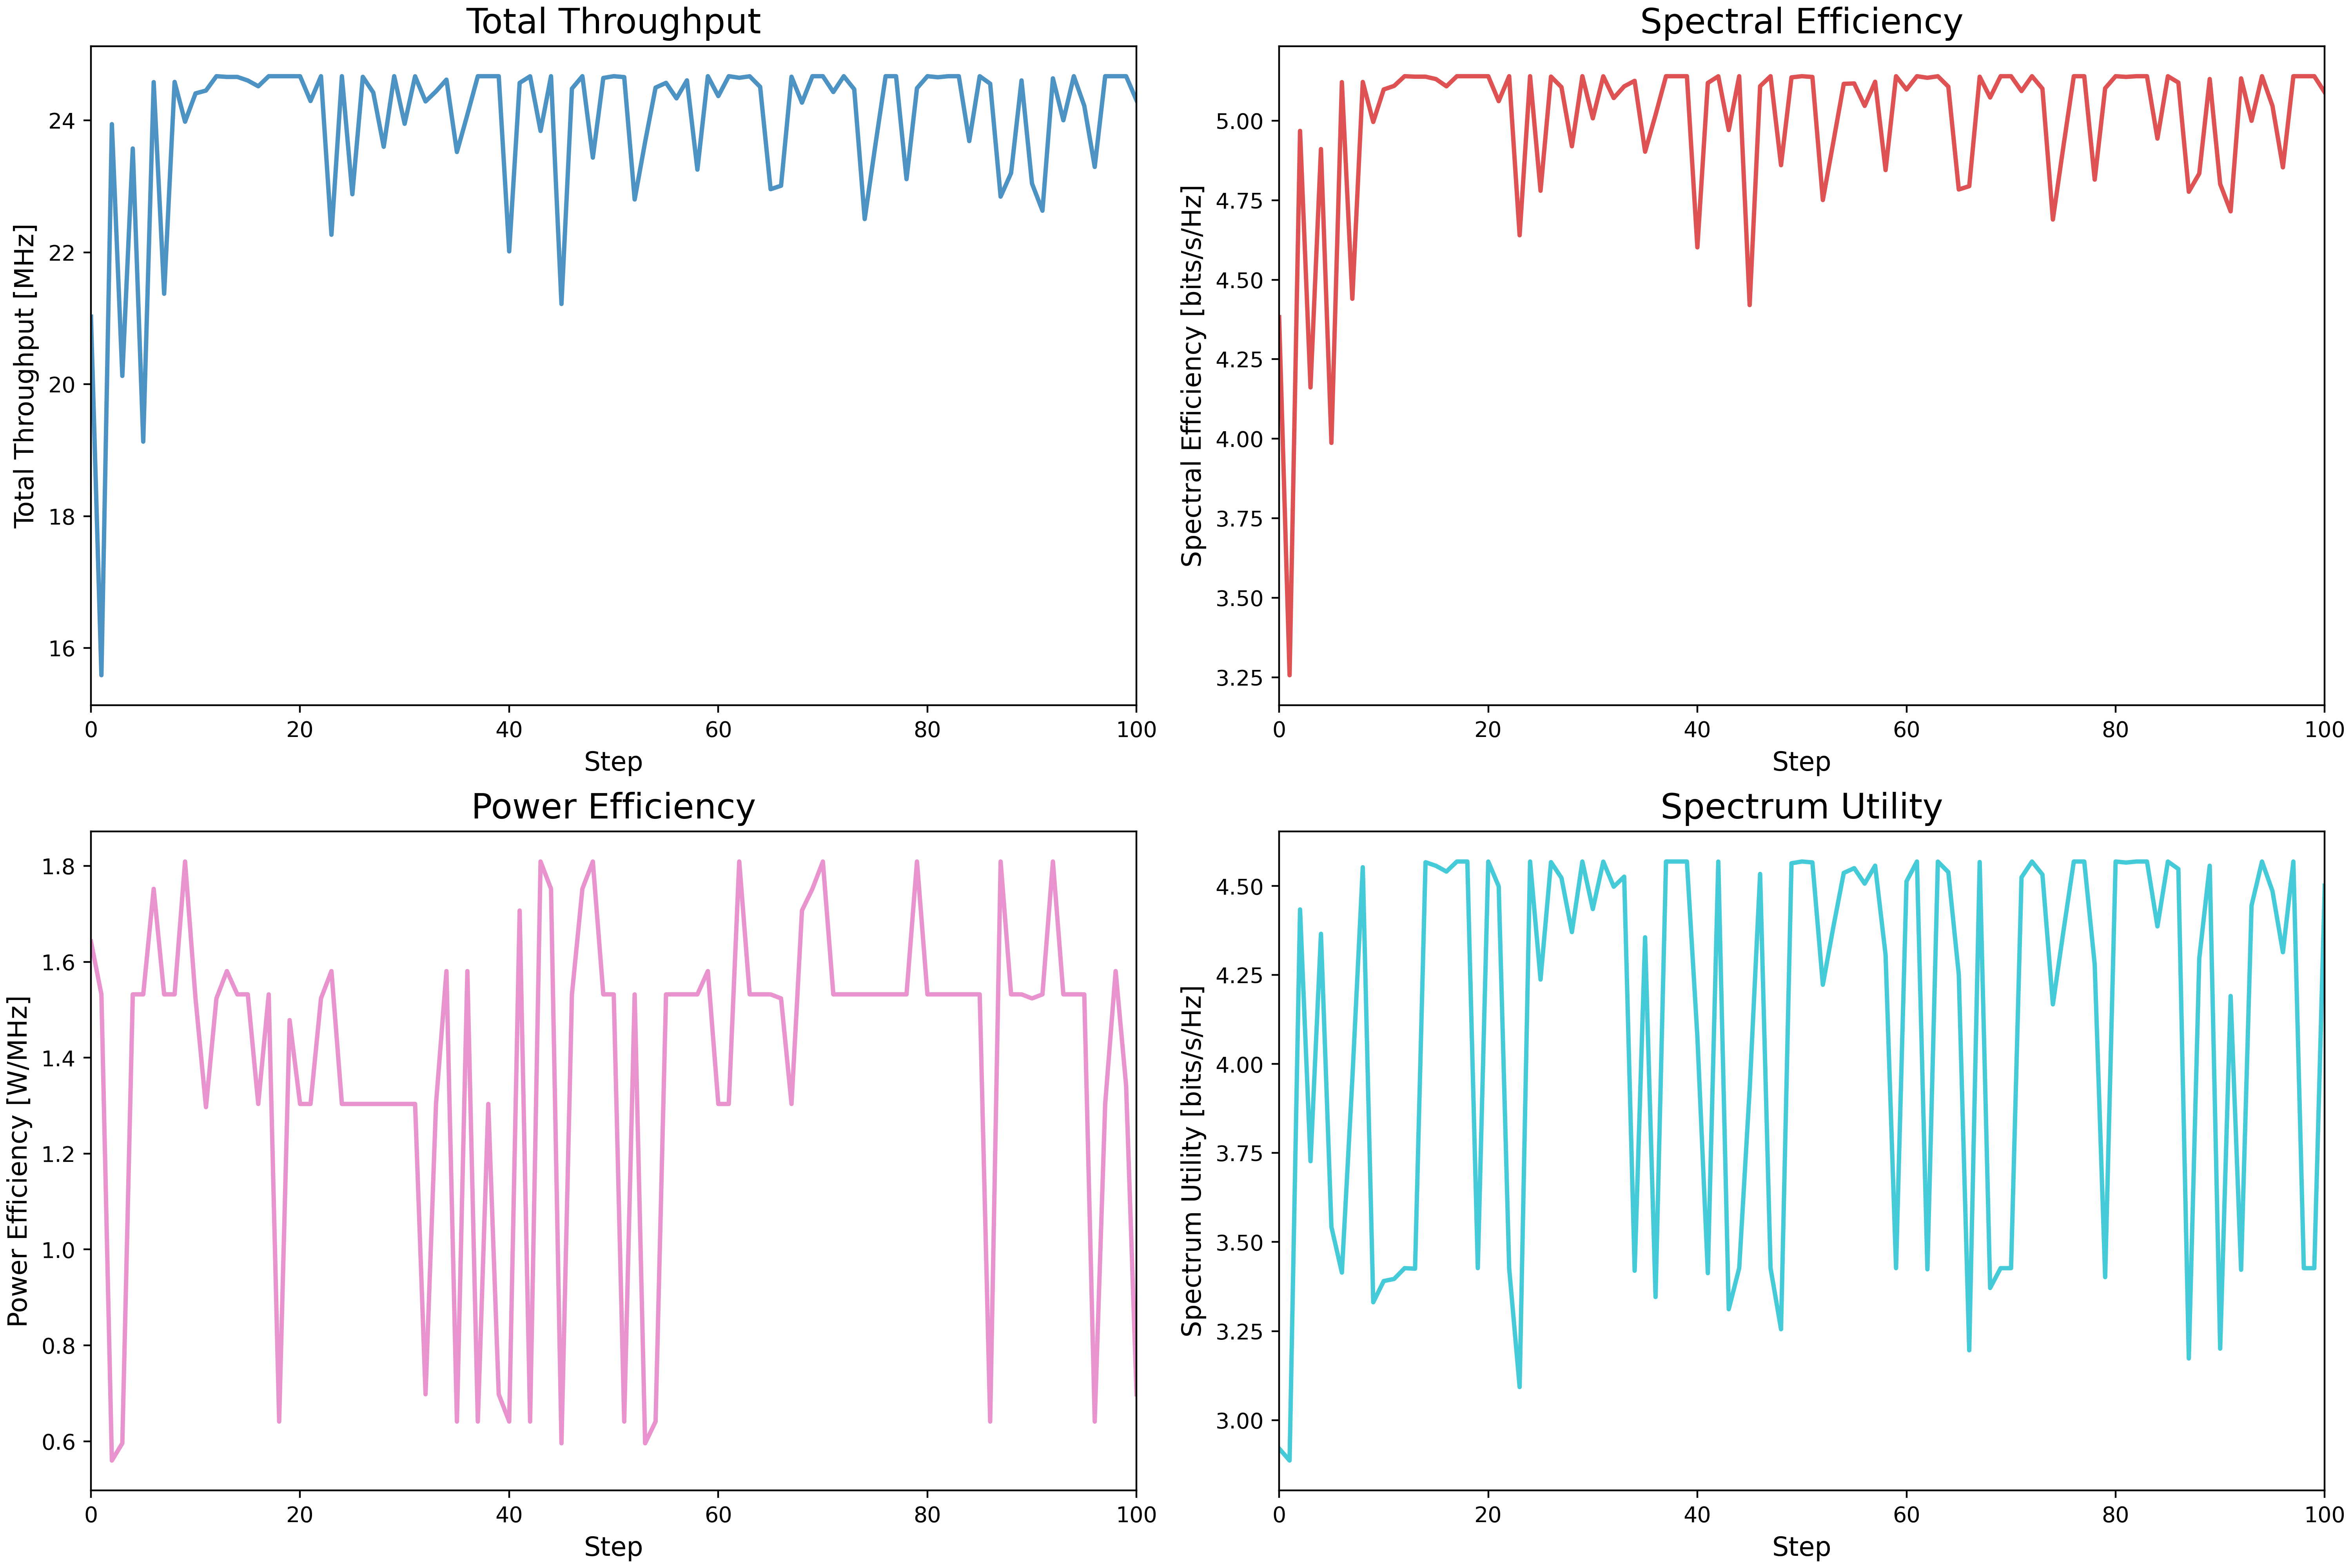 Total Throughput
Total Throughput [MHz]
24
22
20
18
16
0 20 40 60 80 100
Step
Spectral Efficiency
Spectral Efficiency [bits/s/Hz]
5.00
4.75
4.50
4.25
4.00
3.75
3.50
3.25
0 20 40 60 80 100
Step
Power Efficiency
Power Efficiency [W/MHz]
1.8
1.6
1.4
1.2
1.0
0.8
0.6
0 20 40 60 80 100
Step
Spectrum Utility
Spectrum Utility [bits/s/Hz]
4.50
4.25
4.00
3.75
3.50
3.25
3.00
0 20 40 60 80 100
Step